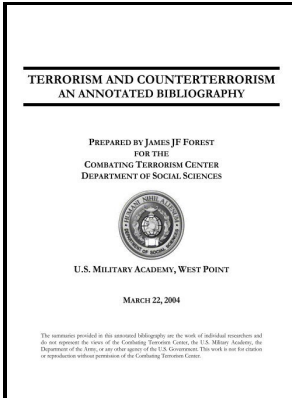 TERRORISM AND COUNTERTERRORISM
AN ANNOTATED BIBLIOGRAPHY
PREPARED BY JAMES JF FOREST
FOR THE
COMBATING TERRORISM CENTER
DEPARTMENT OF SOCIAL SCIENCES
U.S. MILITARY ACADEMY, WEST POINT
MARCH 22, 2004
The summaries provided in this annotated bibliography are the work of individual researchers and
do not represent the views of the Combating Terrorism Center, the U.S. Military Academy, the
Department of the Army, or any other agency of the U.S. Government. This work is not for citation
or reproduction without permission of the Combating Terrorism Center.